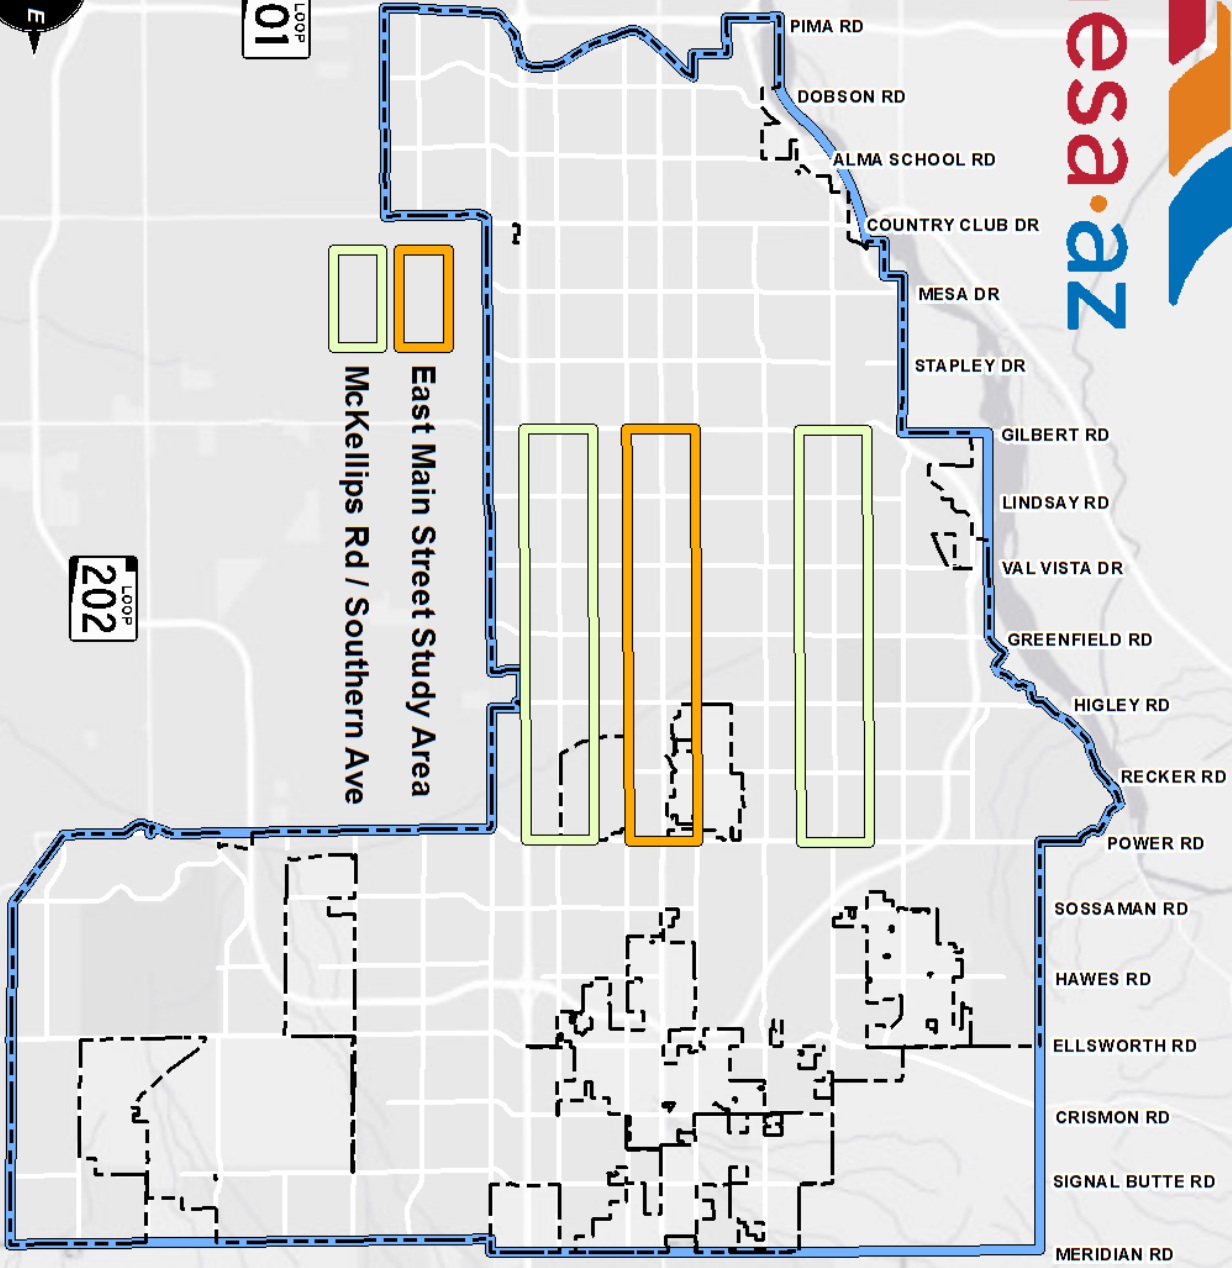 E
LOOP
101
PIMA RD
DOBSON RD
ALMA SCHOOL RD
COUNTRY CLUB DR
MESA DR
STAPLEY DR
GILBERT RD
LINDSAY RD
VAL VISTA DR
GREENFIELD RD
HIGLEY RD
RECKER RD
POWER RD
SOSSAMAN RD
HAWES RD
ELLSWORTH RD
CRISMON RD
SIGNAL BUTTE RD
MERIDIAN RD
esa·az
East Main Street Study Area
McKellips Rd / Southern Ave
LOOP
202